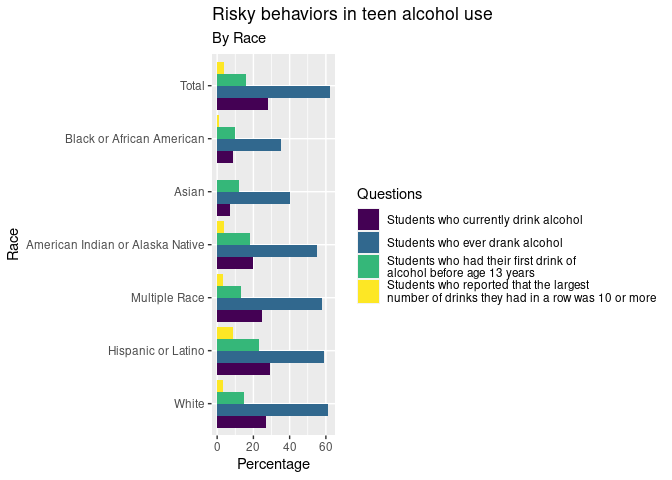 Risky behaviors in teen alcohol use
By Race
Race
Total
Black or African American
Asian
American Indian or Alaska Native
Multiple Race
Hispanic or Latino
White
0 20 40 60
Percentage
Questions
Students who currently drink alcohol
Students who ever drank alcohol
Students who had their first drink of
alcohol before age 13 years
Students who reported that the largest
number of drinks they had in a row was 10 or more